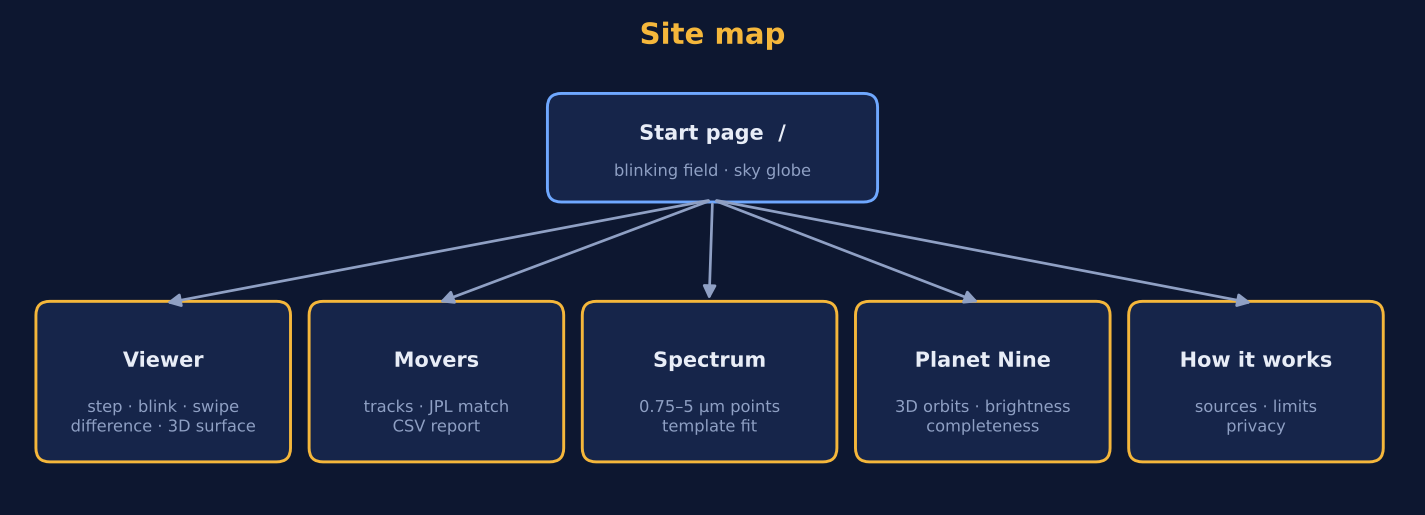 Site map
Start page /
blinking field · sky globe
Viewer
step · blink · swipe
difference · 3D surface
Movers
tracks · JPL match
CSV report
Spectrum
0.75–5 µm points
template fit
Planet Nine
3D orbits · brightness
completeness
How it works
sources · limits
privacy